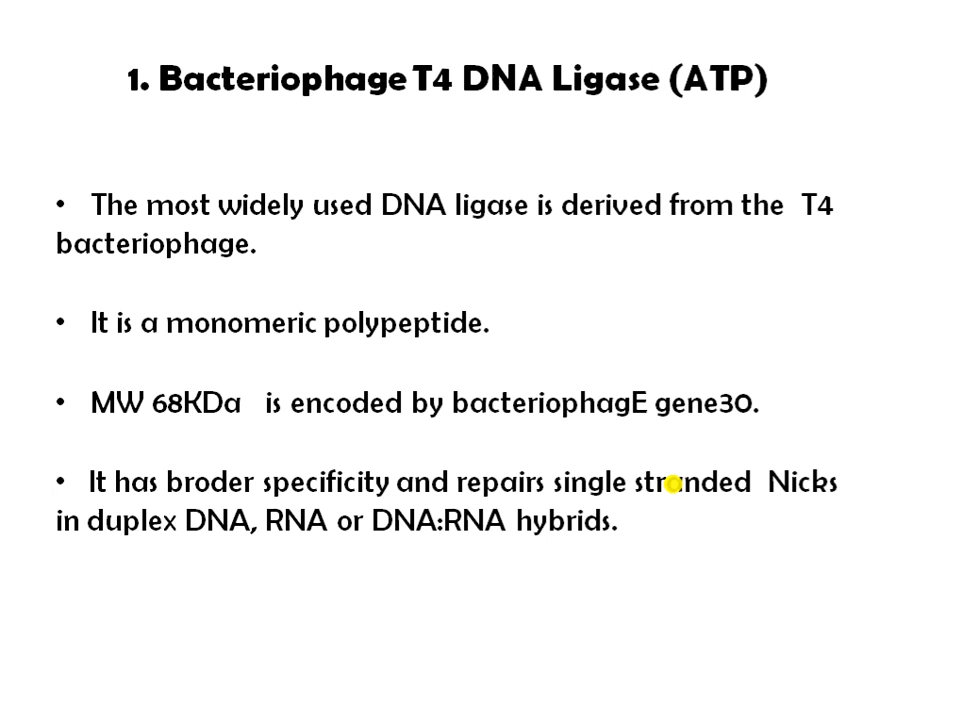 1. Bacteriophage T4 DNA Ligase (ATP)
• The most widely used DNA ligase is derived from the T4
bacteriophage.
• It is a monomeric polypeptide.
• MW 68KDa is encoded by bacteriophagE gene30.
• It has broder specificity and repairs single stranded Nicks
in duplex DNA, RNA or DNA:RNA hybrids.